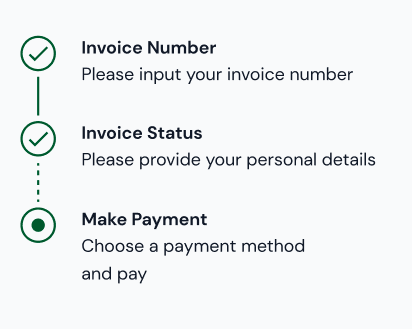 Invoice Number
Please input your invoice number
Invoice Status
Please provide your personal details
Make Payment
Choose a payment method
and pay